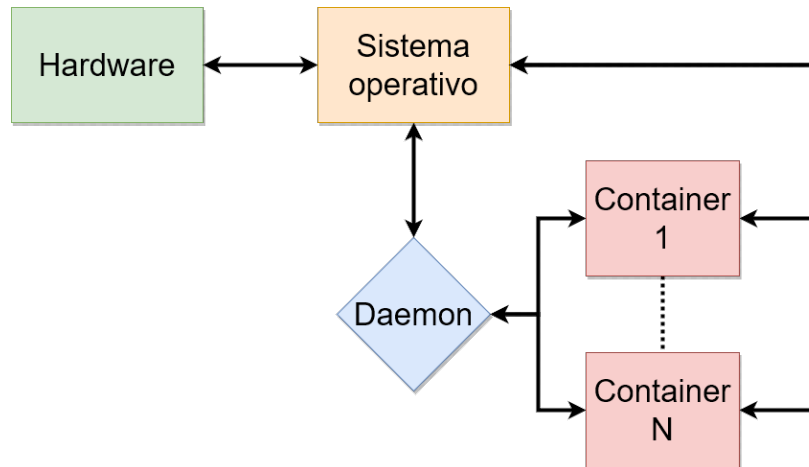 Hardware
Sistema
operativo
Container
1
Daemon
Container
N